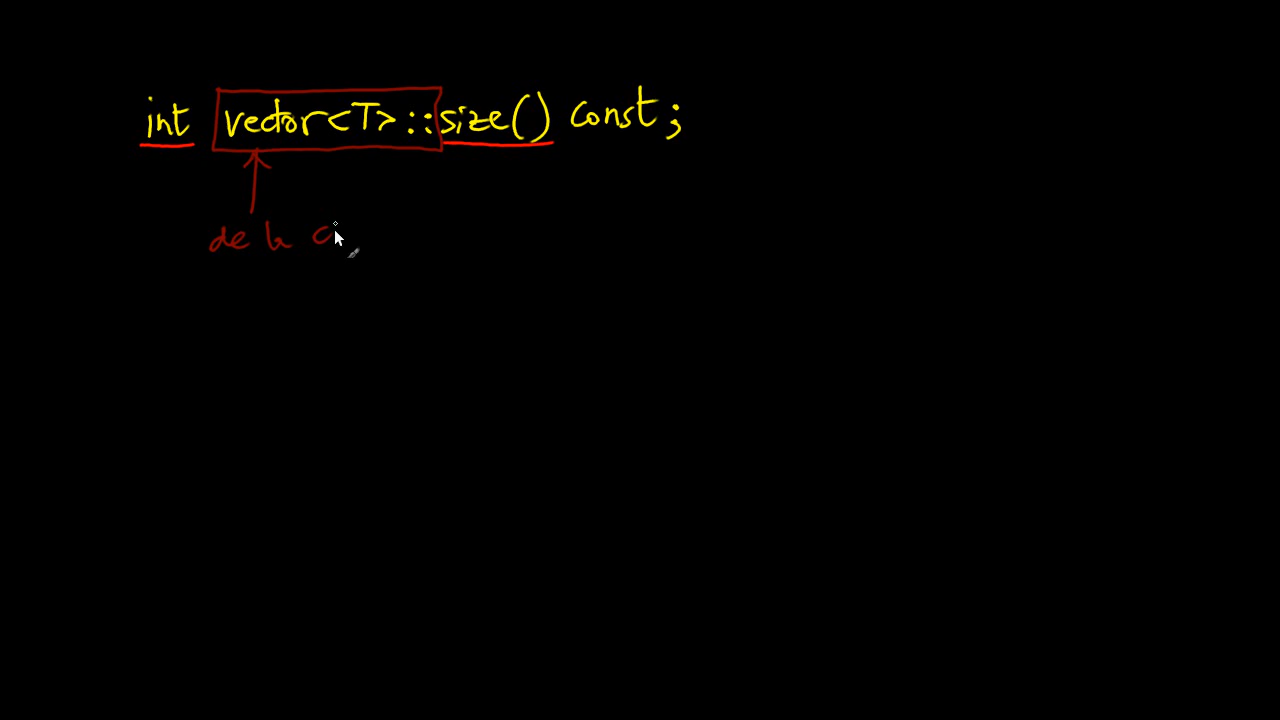 int vector<T>::size() const;
de la c